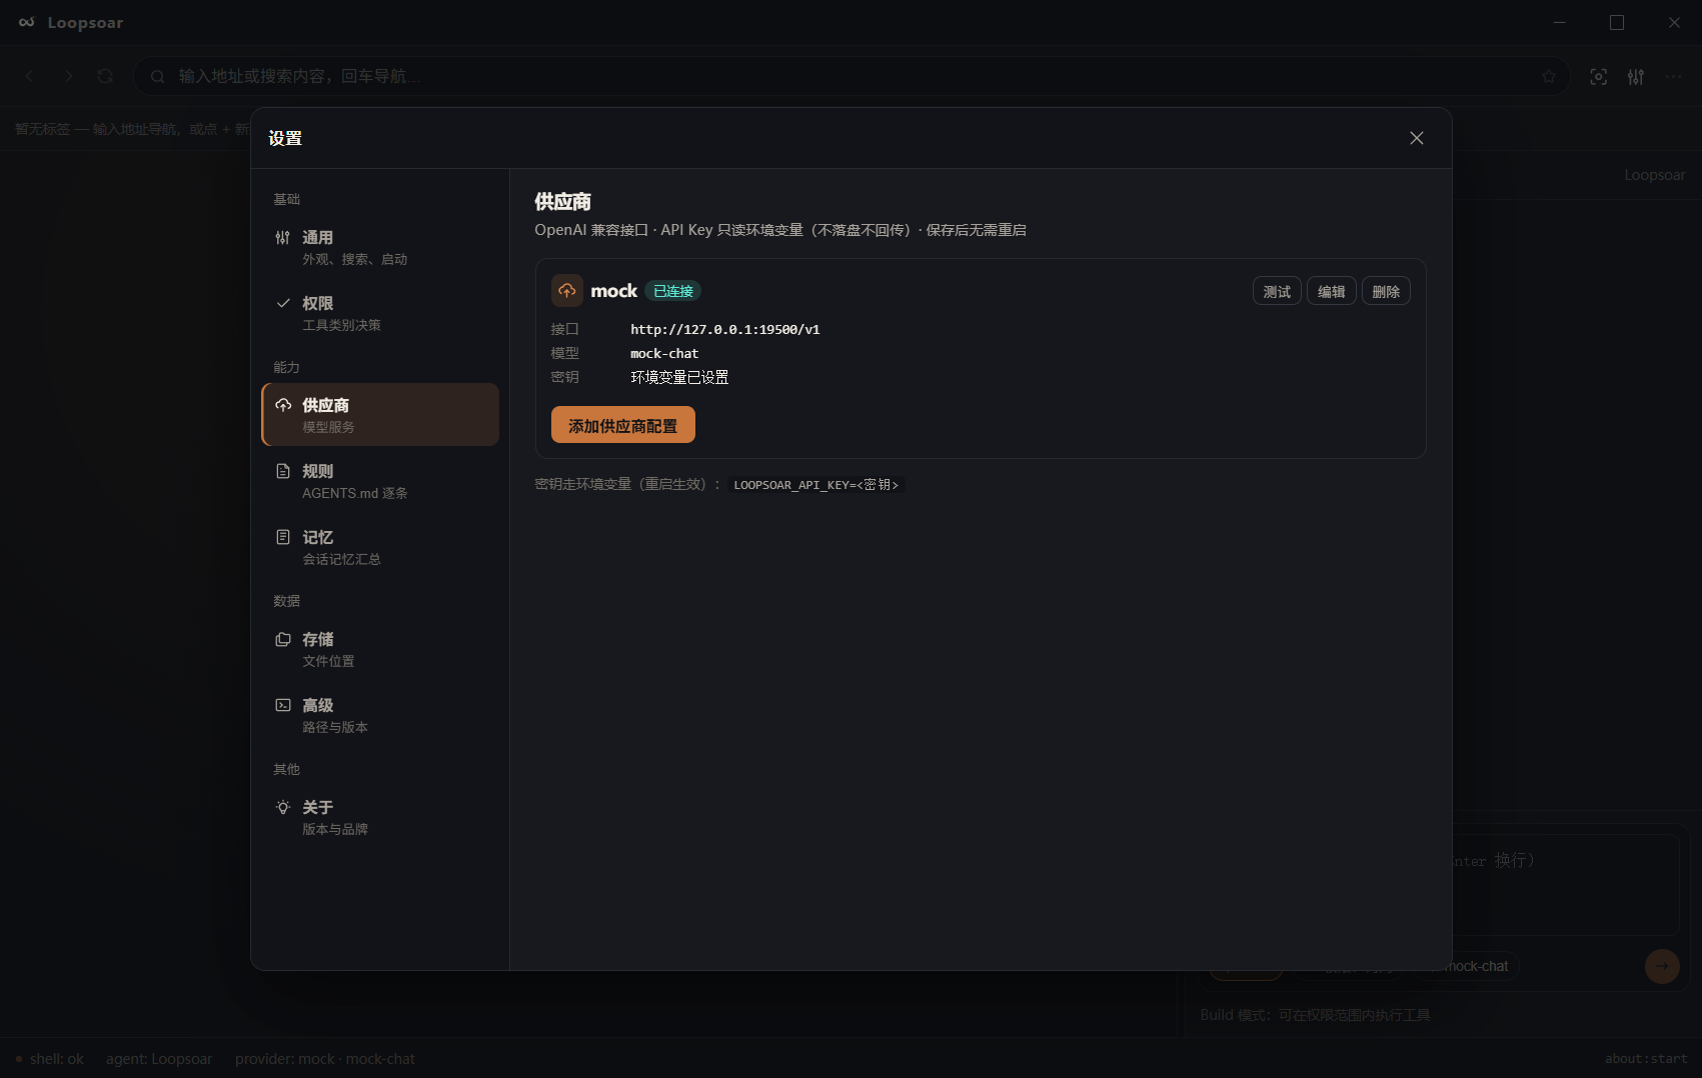 Loopsoar
输入地址或搜索内容，回车导航...
暂无标签 — 输入地址导航，或点 + 新
Loopsoar
设置
基础
通用
外观、搜索、启动
权限
工具类别决策
能力
供应商
模型服务
规则
AGENTS.md 逐条
记忆
会话记忆汇总
数据
存储
文件位置
高级
路径与版本
其他
关于
版本与品牌
供应商
OpenAI 兼容接口 · API Key 只读环境变量（不落盘不回传）· 保存后无需重启
mock 已连接 测试 编辑 删除
接口 http://127.0.0.1:19500/v1
模型 mock-chat
密钥 环境变量已设置
添加供应商配置
密钥走环境变量（重启生效）： LOOPSOAR_API_KEY=<密钥>
Enter 换行）
mock-chat
Build 模式：可在权限范围内执行工具
shell: ok agent: Loopsoar provider: mock · mock-chat about:start